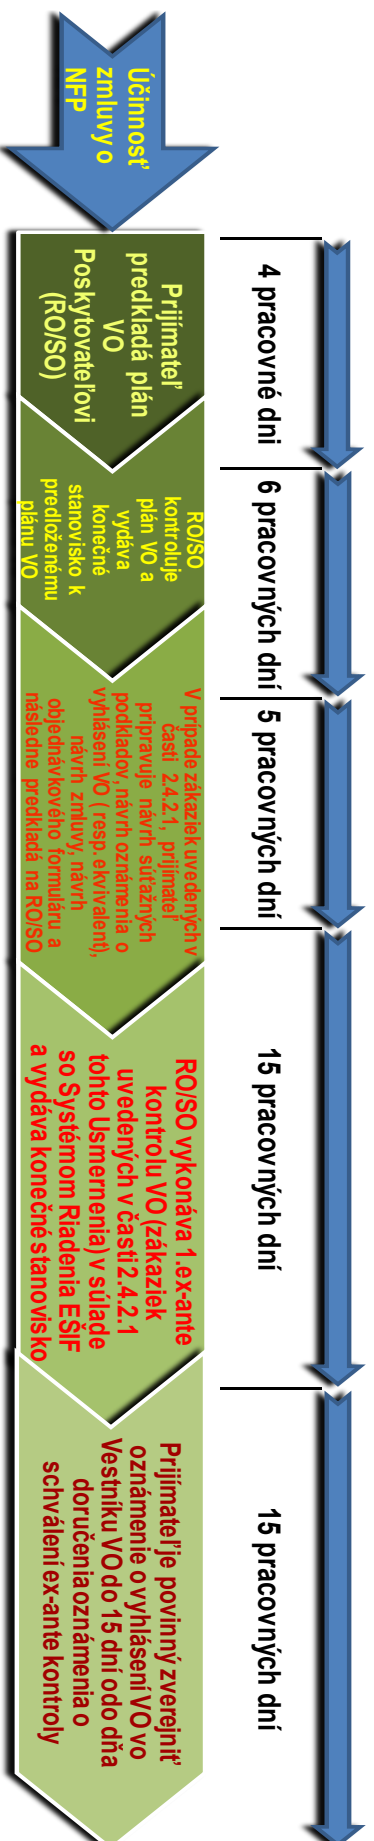 Účinnosť
zmluvy o
NFP
4 pracovné dni
6 pracovných dní
5 pracovných dní
15 pracovných dní
15 pracovných dní
Prijímateľ
predkladá plán
VO
Poskytovateľovi
(RO/SO)
RO/SO
kontroluje
plán VO a
vydáva
konečné
stanovisko k
predloženému
plánu VO
V prípade zákaziek uvedených v
časti 2.4.2.1, prijímateľ
pripravuje návrh súťažných
podkladov, návrh oznámenia o
vyhlásení VO ( resp. ekvivalent),
návrh zmluvy, návrh
objednávkového formuláru a
následne predkladá na RO/SO
RO/SO vykonáva 1.ex-ante
kontrolu VO (zákaziek
uvedených v časti 2.4.2.1
tohto Usmernenia) v súlade
so Systémom Riadenia EŠIF
a vydáva konečné stanovisko
Prijímateľ je povinný zverejniť
oznámenie o vyhlásení VO vo
Vestníku VO do 15 dní odo dňa
doručenia oznámenia o
schválení ex-ante kontroly